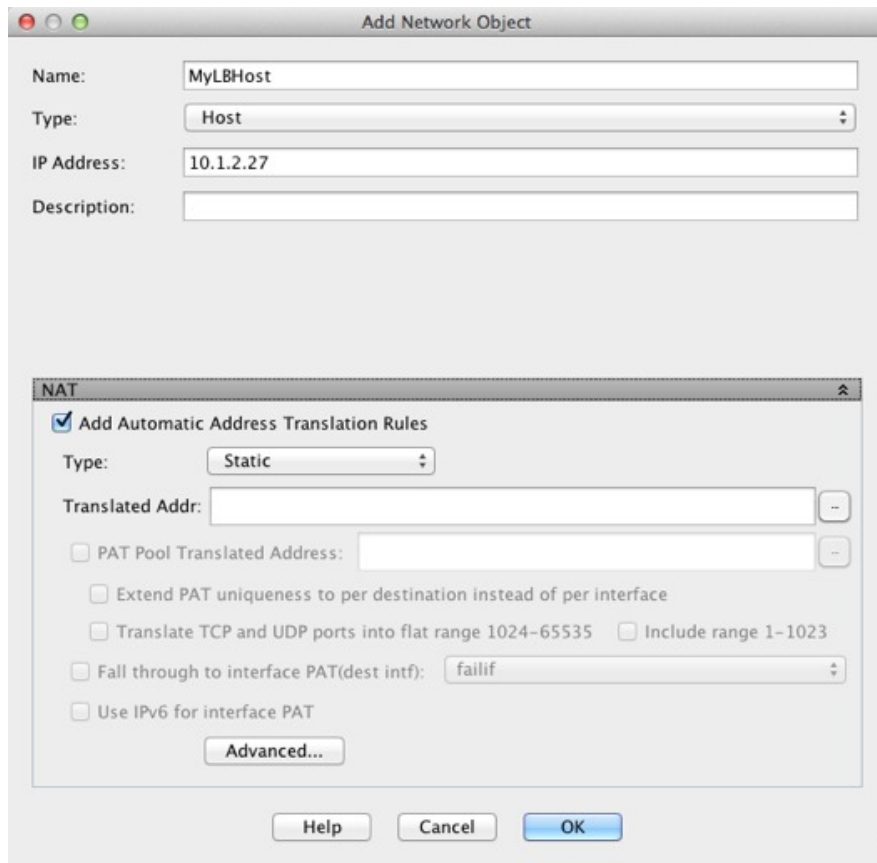 Add Network Object
Name: MyLBHost
Type: Host
IP Address: 10.1.2.27
Description:
NAT
Add Automatic Address Translation Rules
Type: Static
Translated Addr: ..
PAT Pool Translated Address: ..
Extend PAT uniqueness to per destination instead of per interface
Translate TCP and UDP ports into flat range 1024-65535 Include range 1-1023
Fall through to interface PAT(dest intf): failif
Use IPv6 for interface PAT
Advanced...
Help Cancel OK